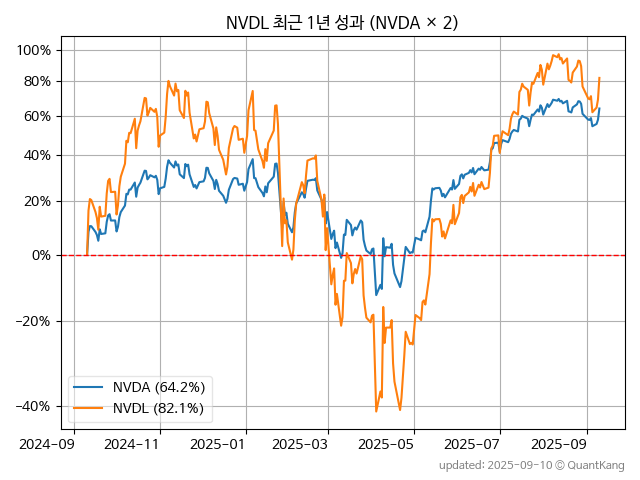 NVDL 최근 1년 성과 (NVDA × 2)
100%
80%
60%
40%
20%
0%
−20%
−40%
NVDA (64.2%)
NVDL (82.1%)
2024−09 2024−11 2025−01 2025−03 2025−05 2025−07 2025−09
updated: 2025-09-10 © QuantKang